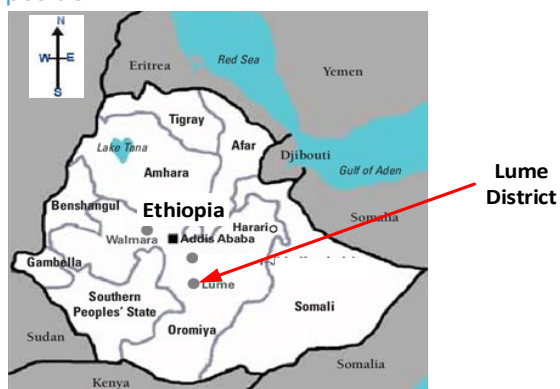 N
W E
S
Red Sea
Eritrea
Yemen
Tigray
Lake Tana
Afar
Djibouti
Gulf of Aden
Amhara
Lume
District
Benshangul
Ethiopia
Somalia
Harari
Walmara
Addis Ababa
Gambella
Lume
Southern
Peoples' State
Somali
Oromiya
Sudan
Somalia
Kenya